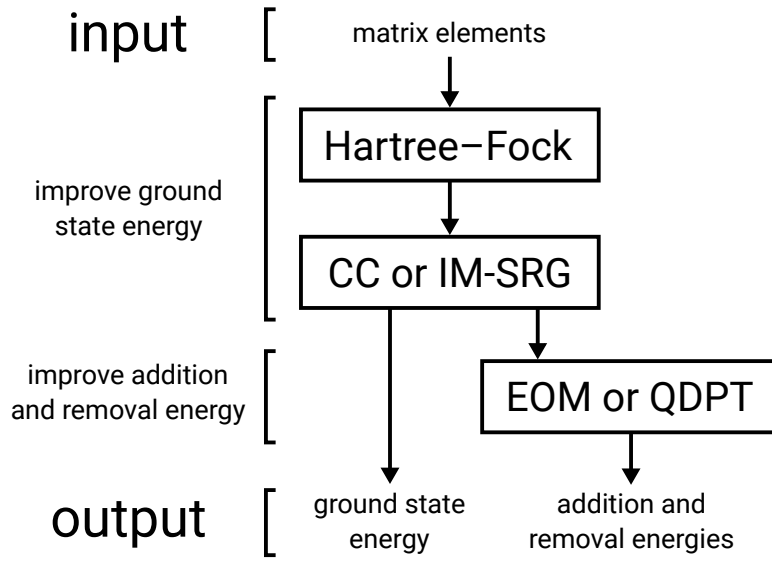 input
matrix elements
Hartree–Fock
improve ground
state energy
CC or IM-SRG
improve addition
and removal energy
EOM or QDPT
output
ground state
energy
addition and
removal energies